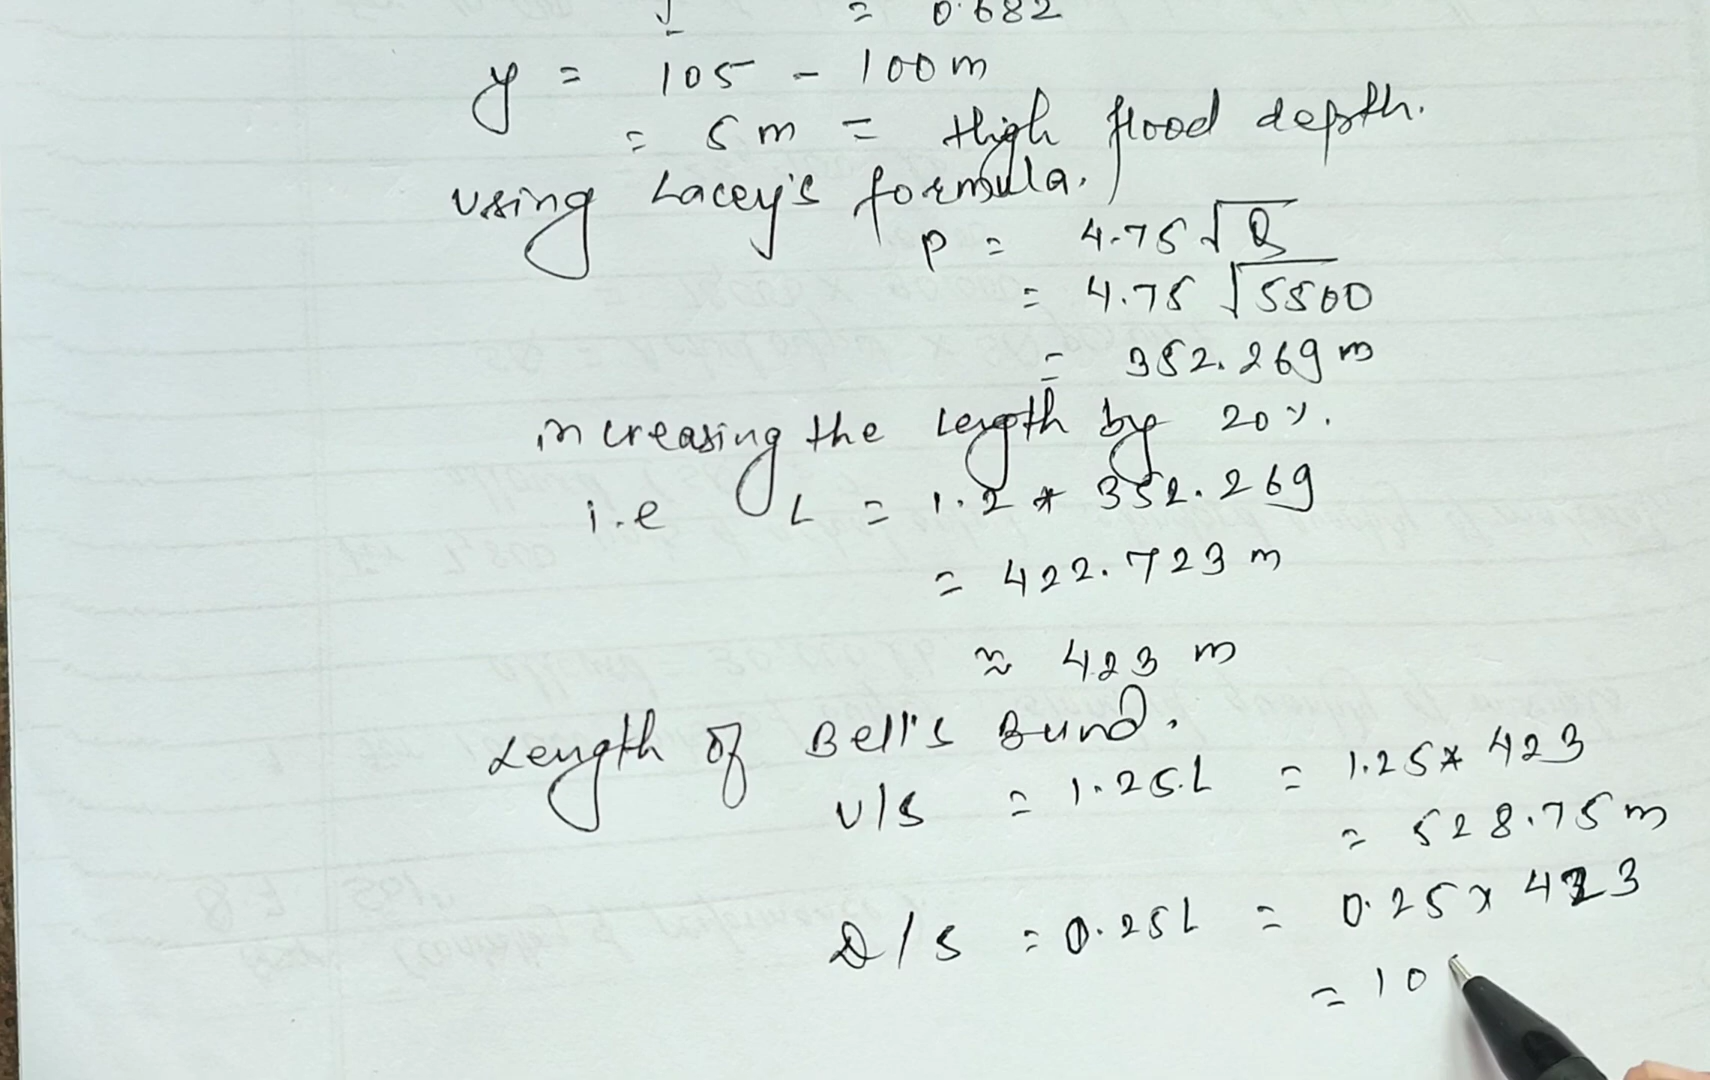 = 0.682
y = 105 - 100m
= 5m = High flood depth.
using Lacey's formula.
P = 4.75 √Q
= 4.75 √5500
= 352.269 m
increasing the length by 20%.
i.e L = 1.2 * 352.269
= 422.723 m
≈ 423 m
Length of Bell's Bund.
U/S = 1.25L = 1.25 * 423
= 528.75 m
D/S = 0.25L = 0.25 x 423
= 10